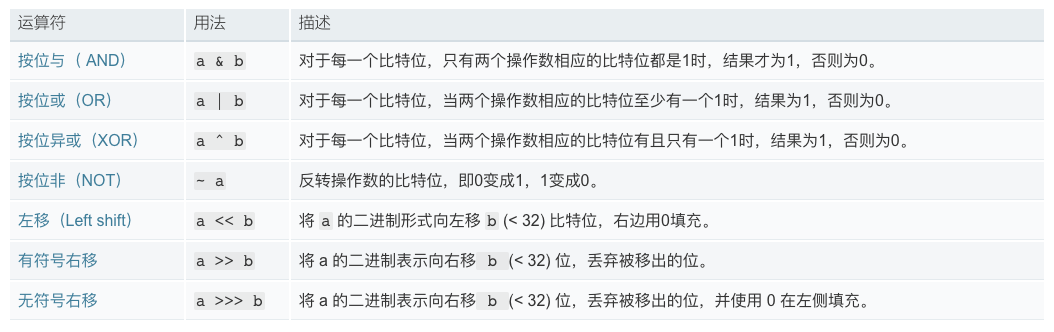 运算符 用法 描述
按位与（ AND） a & b 对于每一个比特位，只有两个操作数相应的比特位都是1时，结果才为1，否则为0。
按位或（OR） a | b 对于每一个比特位，当两个操作数相应的比特位至少有一个1时，结果为1，否则为0。
按位异或（XOR） a ^ b 对于每一个比特位，当两个操作数相应的比特位有且只有一个1时，结果为1，否则为0。
按位非（NOT） ~ a 反转操作数的比特位，即0变成1，1变成0。
左移（Left shift） a << b 将 a 的二进制形式向左移 b (< 32) 比特位，右边用0填充。
有符号右移 a >> b 将 a 的二进制表示向右移 b (< 32) 位，丢弃被移出的位。
无符号右移 a >>> b 将 a 的二进制表示向右移 b (< 32) 位，丢弃被移出的位，并使用 0 在左侧填充。